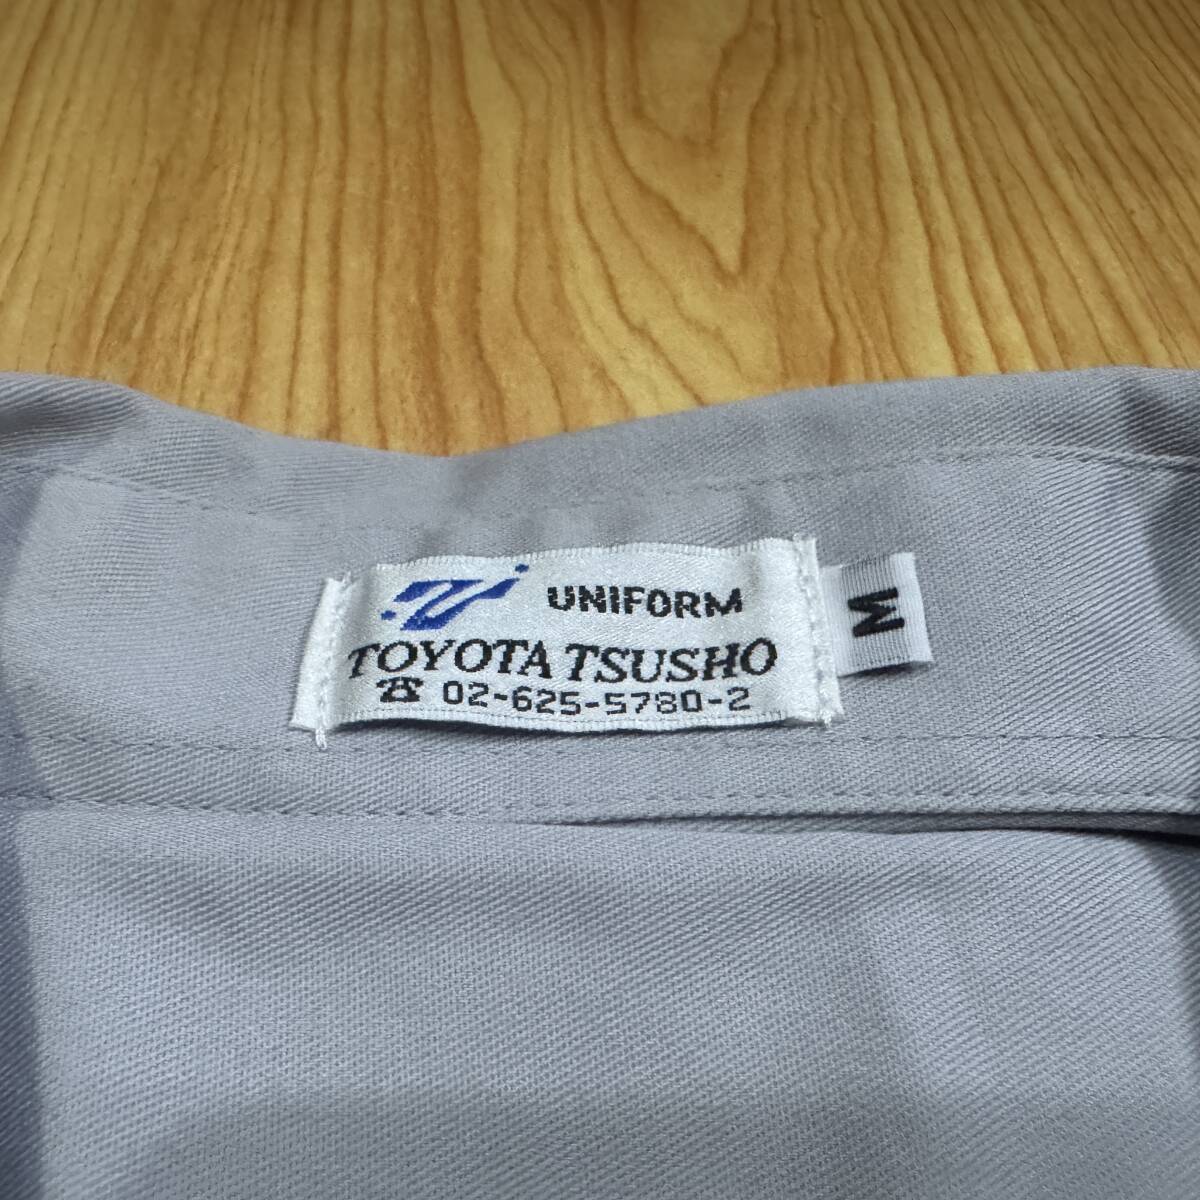 UNIFORM
TOYOTA TSUSHO
☎ 02-625-5780-2
M